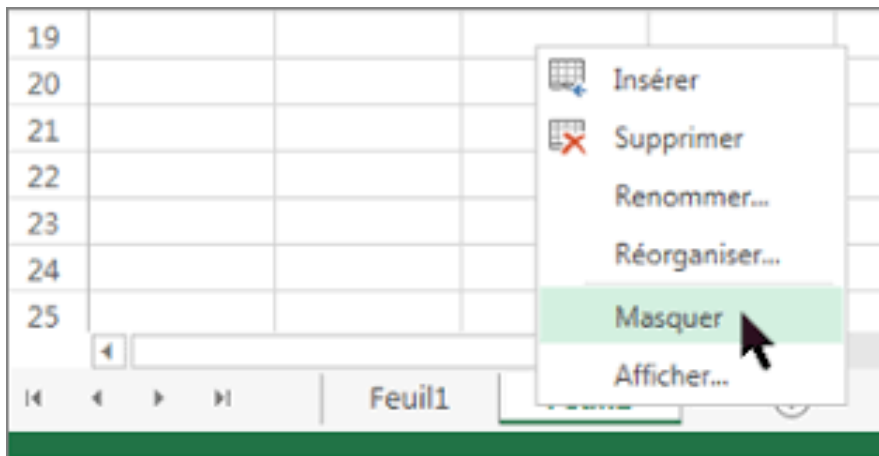 19
20
21
22
23
24
25
Insérer
Supprimer
Renommer...
Réorganiser...
Masquer
Afficher...
Feuil1